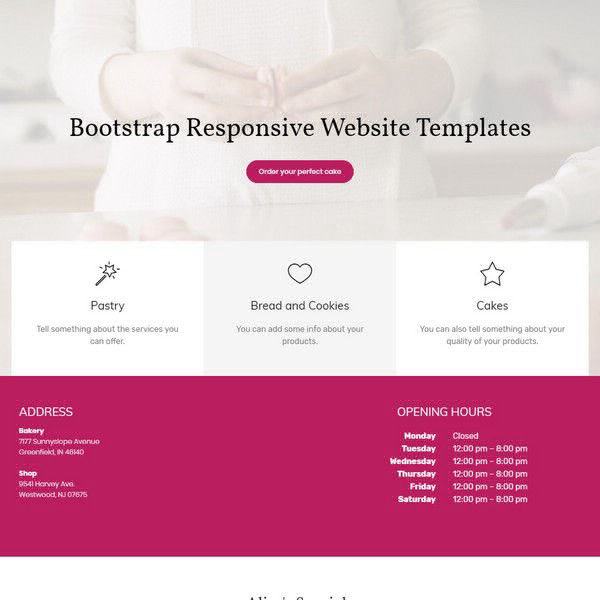 Bootstrap Responsive Website Templates
Order your perfect cake
Pastry
Tell something about the services you
can offer.
Bread and Cookies
You can add some info about your
products.
Cakes
You can also tell something about your
quality of your products.
ADDRESS
Bakery
7177 Sunnyslope Avenue
Greenfield, IN 46140
Shop
9541 Harvey Ave.
Westwood, NJ 07675
OPENING HOURS
Monday Closed
Tuesday 12:00 pm – 8:00 pm
Wednesday 12:00 pm – 8:00 pm
Thursday 12:00 pm – 8:00 pm
Friday 12:00 pm – 8:00 pm
Saturday 12:00 pm – 8:00 pm